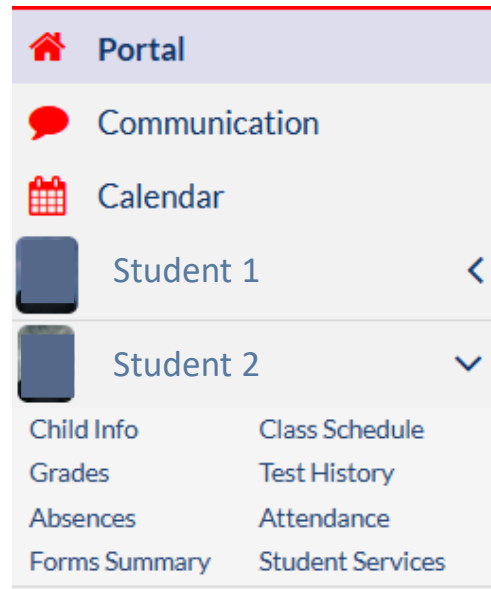 Portal
Communication
Calendar
Student 1
Student 2
Child Info Class Schedule
Grades Test History
Absences Attendance
Forms Summary Student Services